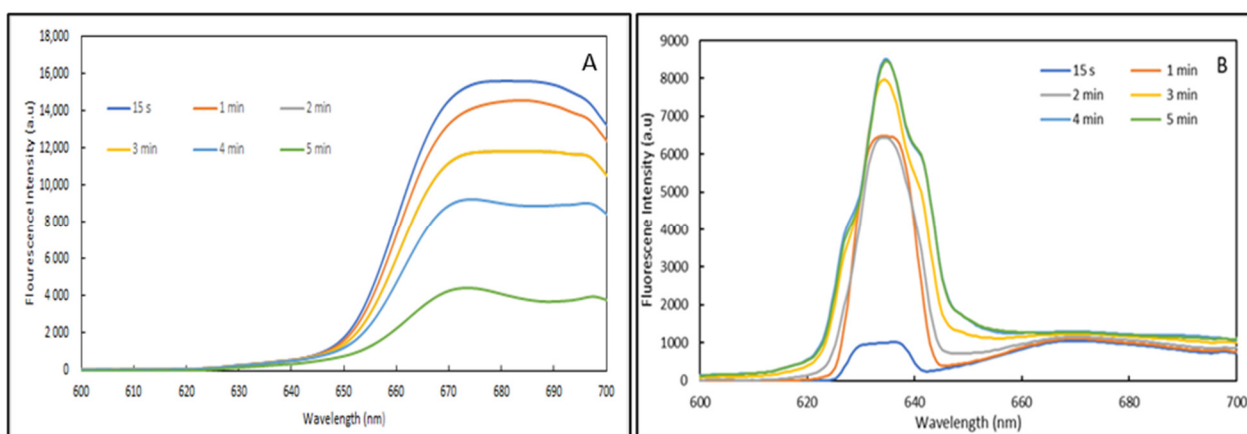 A
Flourescence Intensity (a.u)
18,000
16,000
14,000
12,000
10,000
8 000
6 000
4 000
2 000
0
15 s 1 min 2 min
3 min 4 min 5 min
600 610 620 630 640 650 660 670 680 690 700
Wavelength (nm)
B
Fluorescene Intensity (a.u)
9000
8000
7000
6000
5000
4000
3000
2000
1000
0
15 s 1 min
2 min 3 min
4 min 5 min
600 620 640 660 680 700
Wavelength (nm)